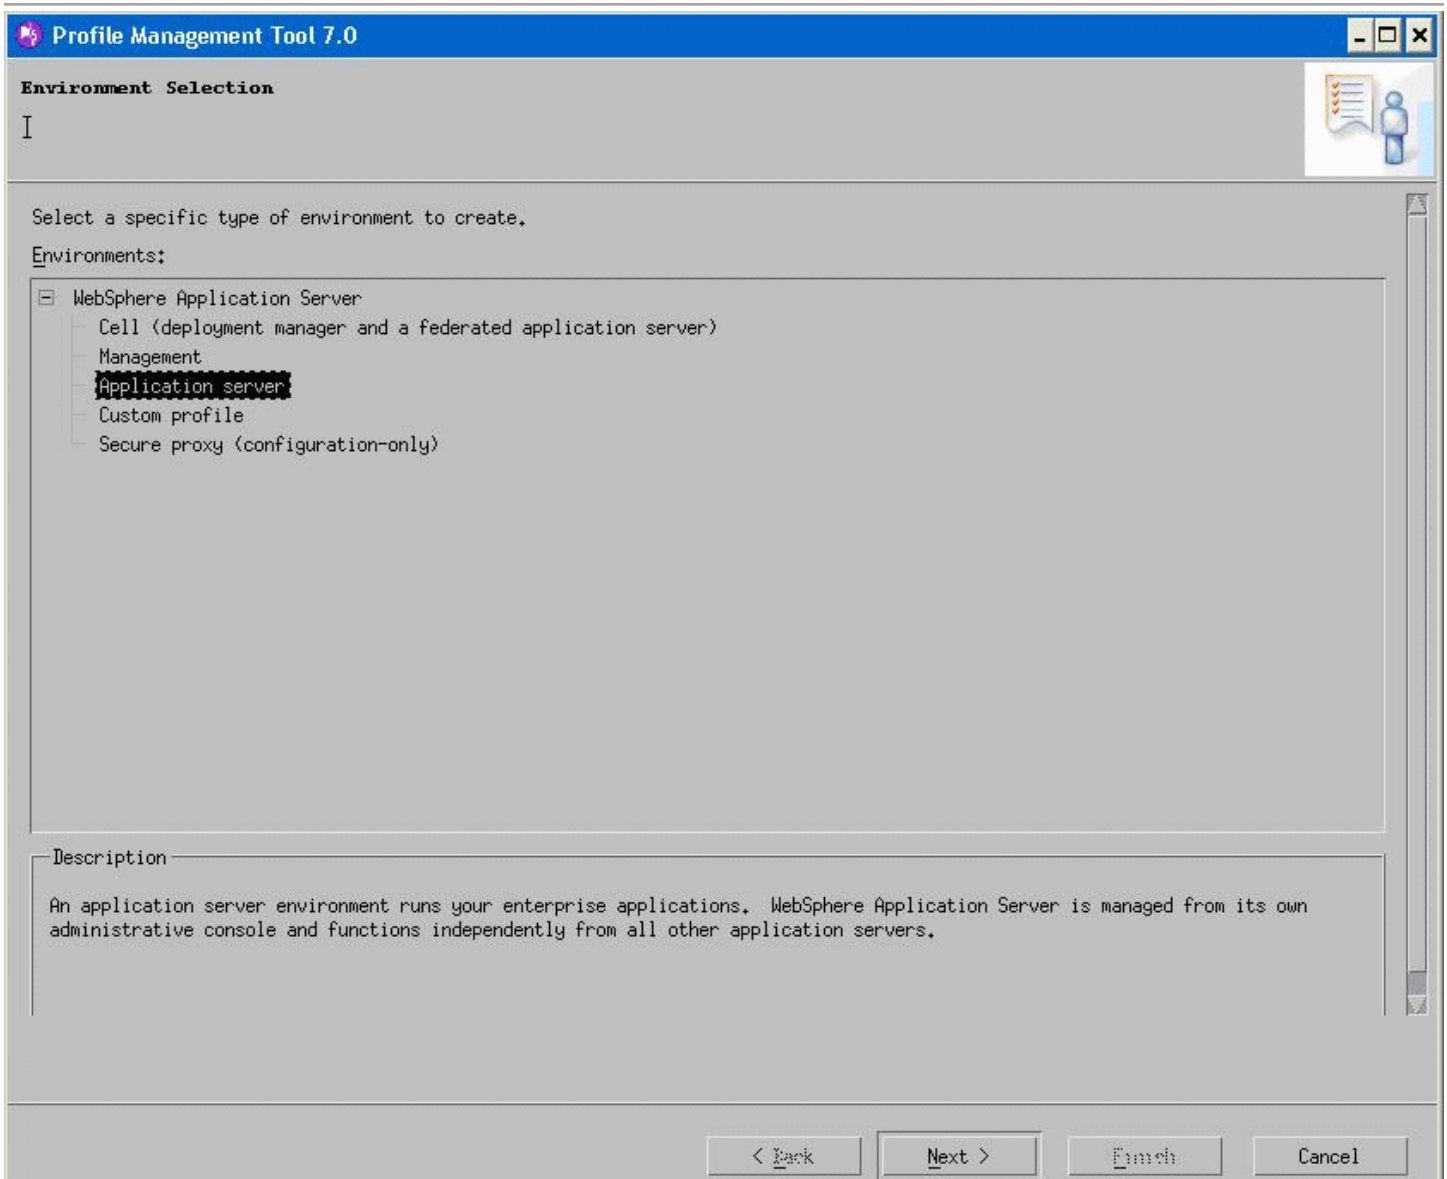 Profile Management Tool 7.0
Environment Selection
Select a specific type of environment to create.
Environments:
WebSphere Application Server
Cell (deployment manager and a federated application server)
Management
Application server
Custom profile
Secure proxy (configuration-only)
Description
An application server environment runs your enterprise applications. WebSphere Application Server is managed from its own
administrative console and functions independently from all other application servers.
< Back
Next >
Finish
Cancel